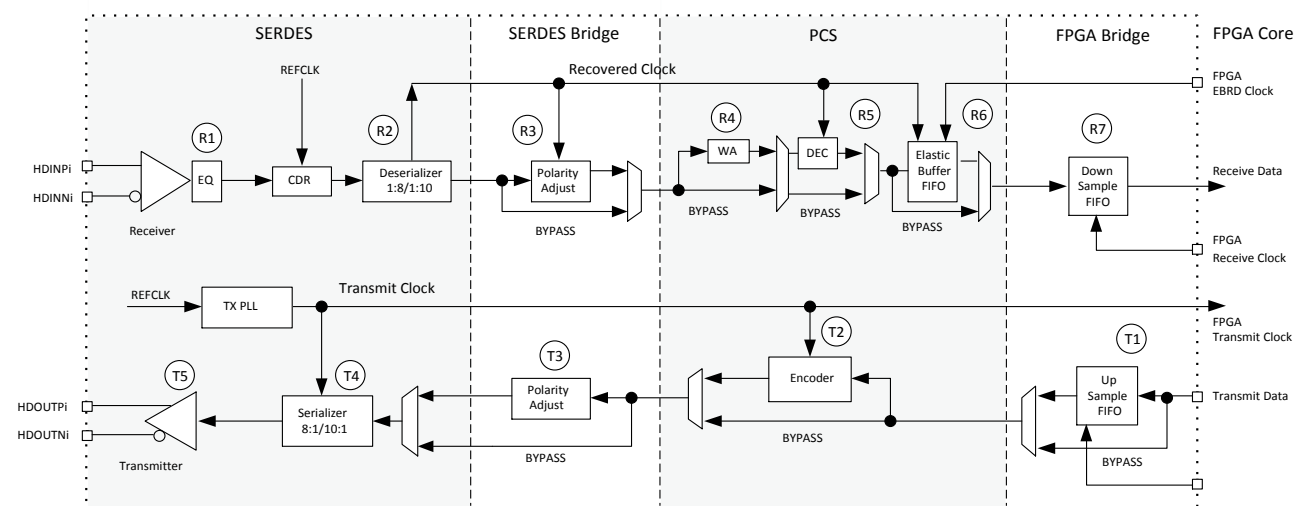 SERDES
SERDES Bridge
PCS
FPGA Bridge
FPGA Core
REFCLK
Recovered Clock
FPGA
EBRD Clock
R1
R2
R3
R4
R5
R6
R7
HDINPi
HDINNi
EQ
CDR
Deserializer
1:8/1:10
Polarity
Adjust
WA
DEC
Elastic
Buffer
FIFO
Down
Sample
FIFO
Receive Data
Receiver
BYPASS
BYPASS
BYPASS
BYPASS
FPGA
Receive Clock
REFCLK
TX PLL
Transmit Clock
FPGA
Transmit Clock
T5
T4
T3
T2
T1
HDOUTPi
HDOUTNi
Serializer
8:1/10:1
Polarity
Adjust
Encoder
Up
Sample
FIFO
Transmit Data
Transmitter
BYPASS
BYPASS
BYPASS